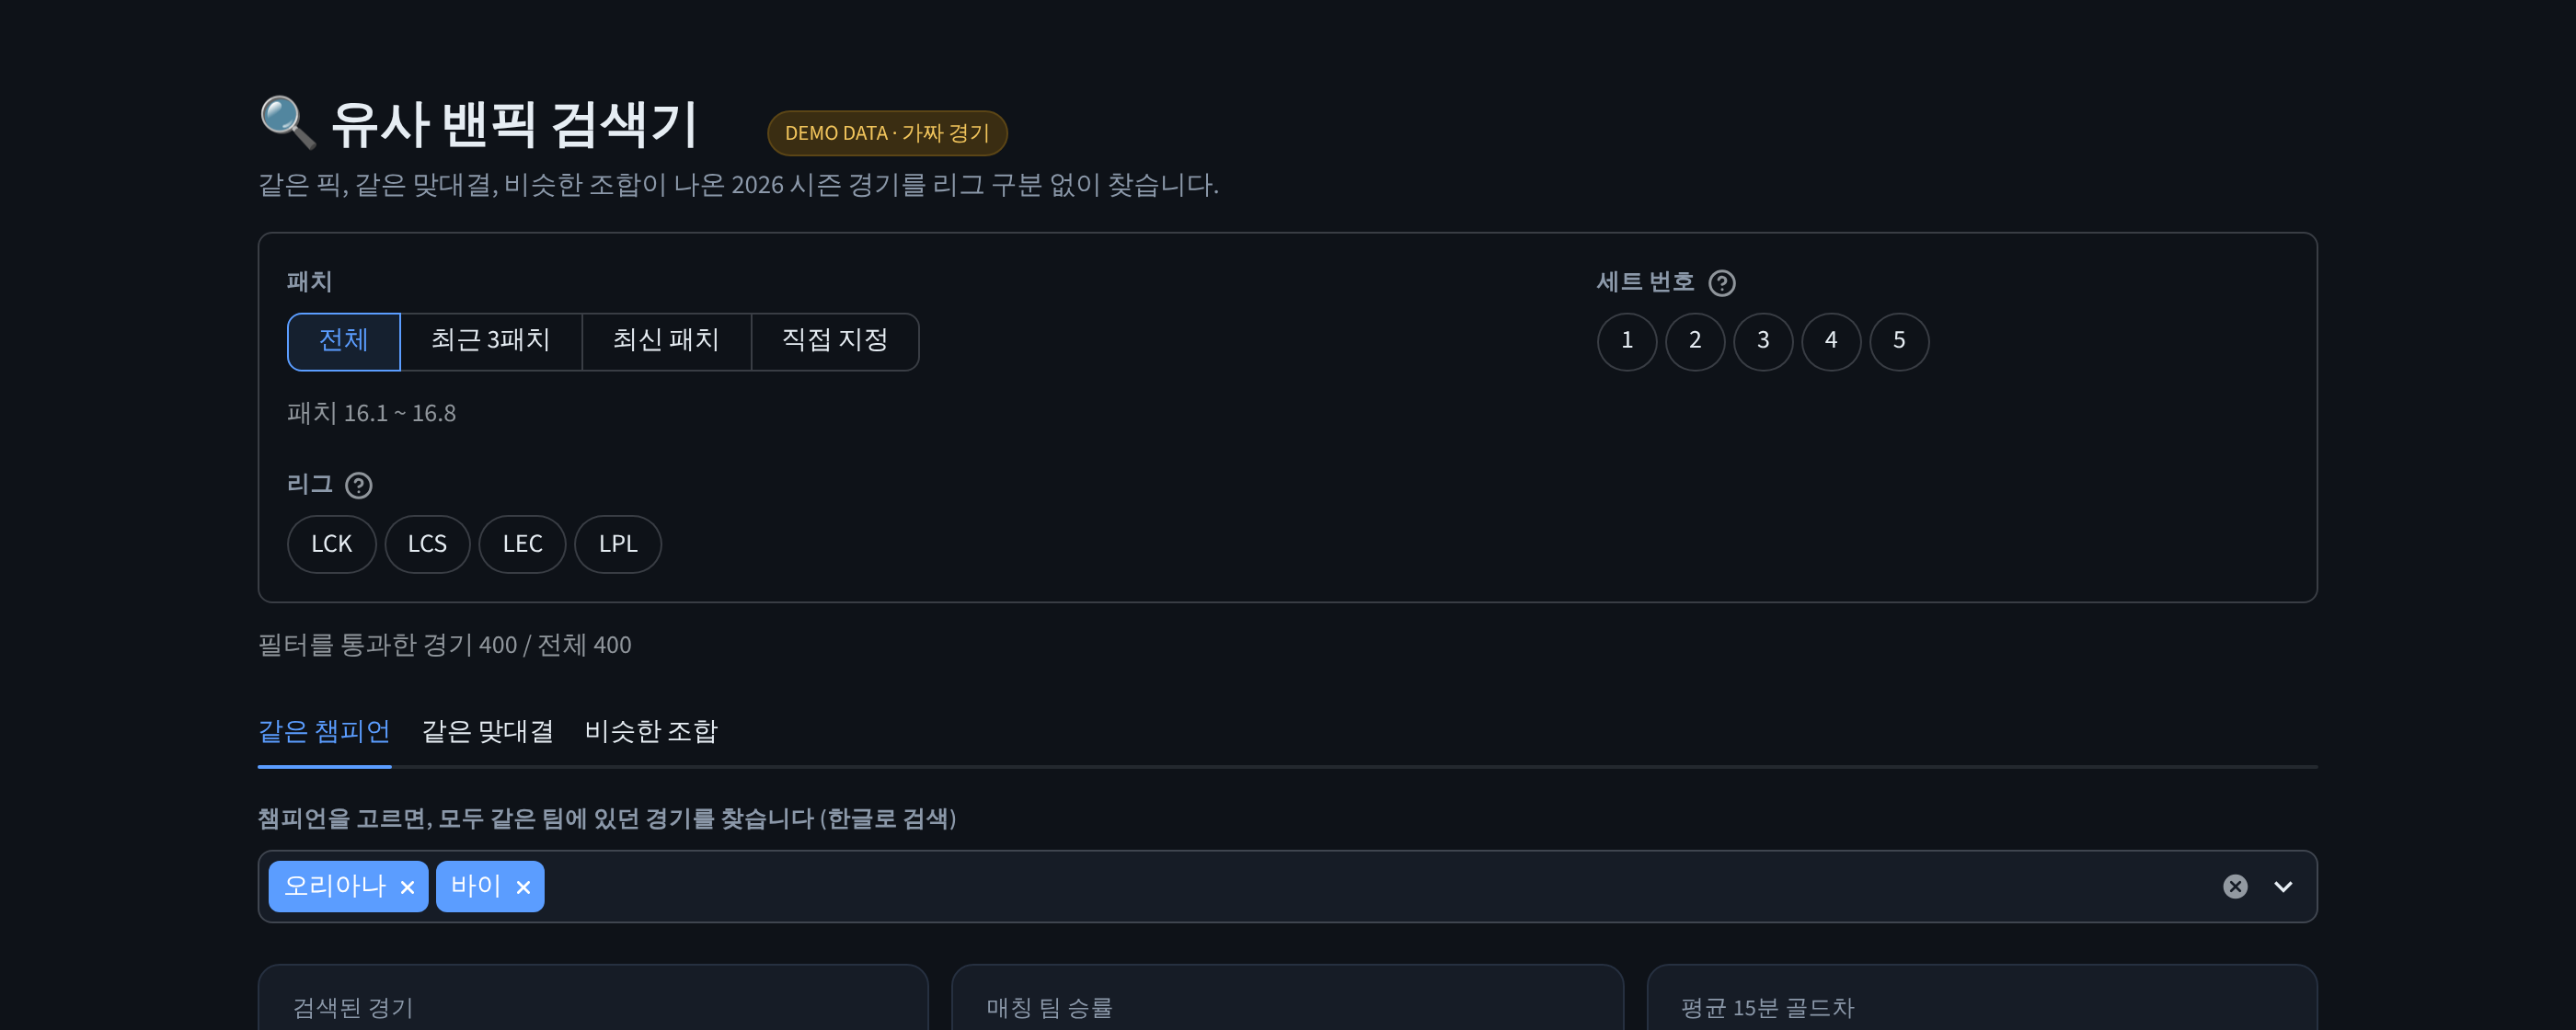 유사 밴픽 검색기
DEMO DATA · 가짜 경기
같은 픽, 같은 맞대결, 비슷한 조합이 나온 2026 시즌 경기를 리그 구분 없이 찾습니다.
패치
전체 최근 3패치 최신 패치 직접 지정
패치 16.1 ~ 16.8
세트 번호
1 2 3 4 5
리그
LCK LCS LEC LPL
필터를 통과한 경기 400 / 전체 400
같은 챔피언 같은 맞대결 비슷한 조합
챔피언을 고르면, 모두 같은 팀에 있던 경기를 찾습니다 (한글로 검색)
오리아나 바이
검색된 경기
매칭 팀 승률
평균 15분 골드차